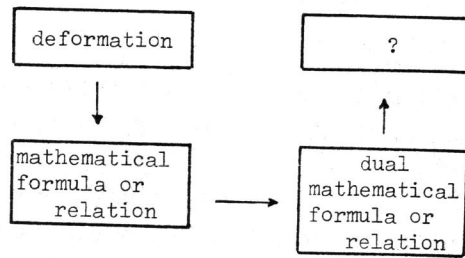 deformation
?
mathematical
formula or
relation
dual
mathematical
formula or
relation